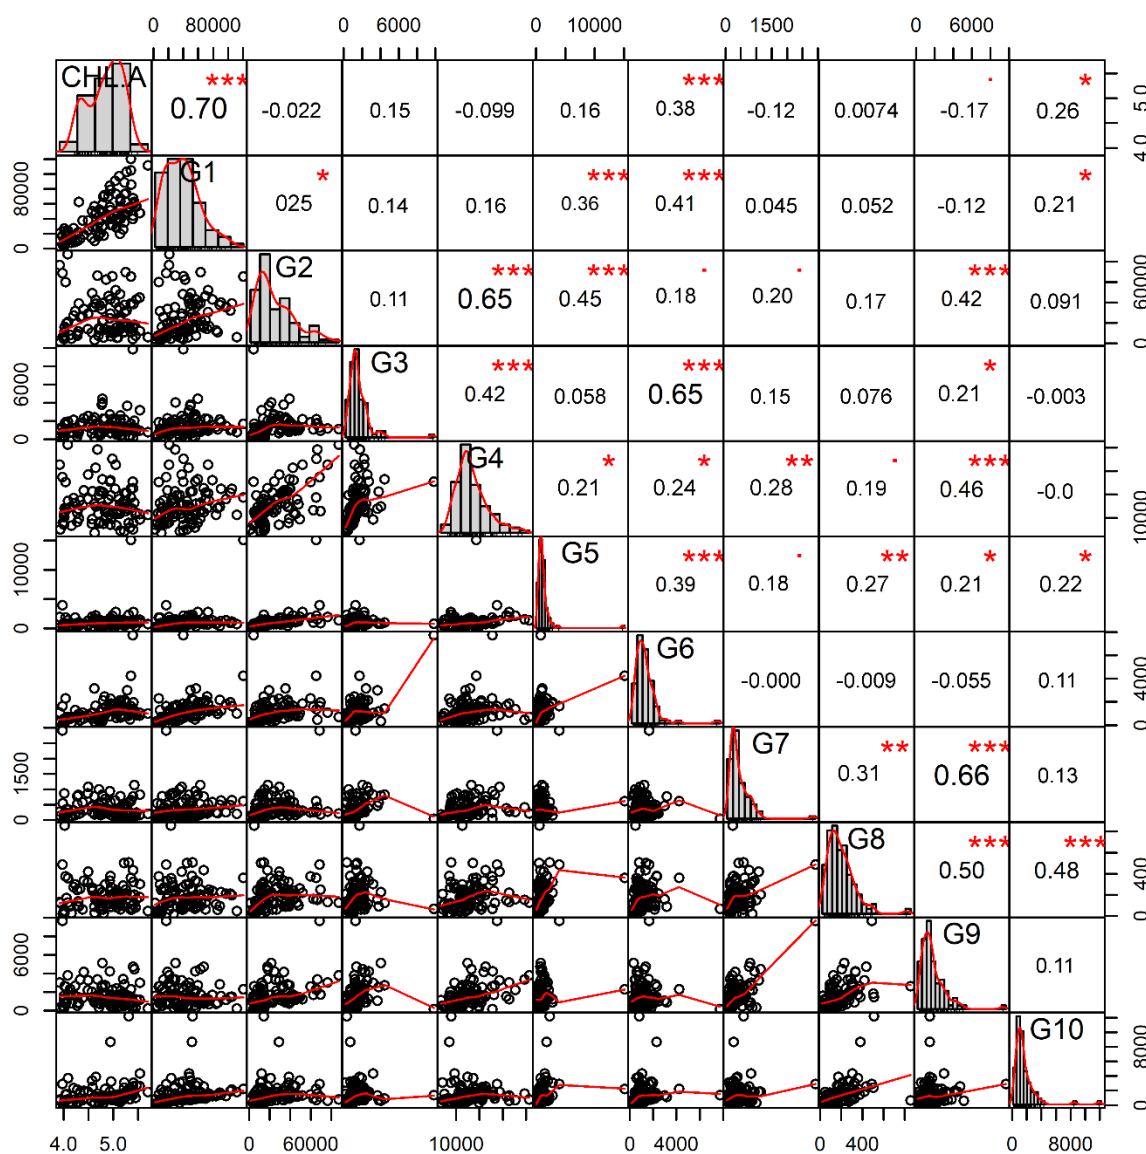 0 80000 0 6000 0 10000 0 1500 0 6000
CHL.A *** 0.70 -0.022 0.15 -0.099 0.16 *** 0.38 -0.12 0.0074 . -0.17 * 0.26 4.0 5.0
0 80000 G1 * 025 0.14 0.16 *** 0.36 *** 0.41 0.045 0.052 -0.12 * 0.21
G2 0.11 *** 0.65 *** 0.45 . 0.18 . 0.20 0.17 *** 0.42 0.091 0 60000
0 6000 G3 *** 0.42 0.058 *** 0.65 0.15 0.076 * 0.21 -0.003
G4 * 0.21 * 0.24 ** 0.28 . 0.19 *** 0.46 -0.0 10000
0 10000 G5 *** 0.39 . 0.18 ** 0.27 * 0.21 * 0.22
G6 -0.000 -0.009 -0.055 0.11 0 4000
0 1500 G7 ** 0.31 *** 0.66 0.13
G8 *** 0.50 *** 0.48 0 400
0 6000 G9 0.11
G10 0 8000
4.0 5.0 0 60000 10000 0 4000 0 400 0 8000